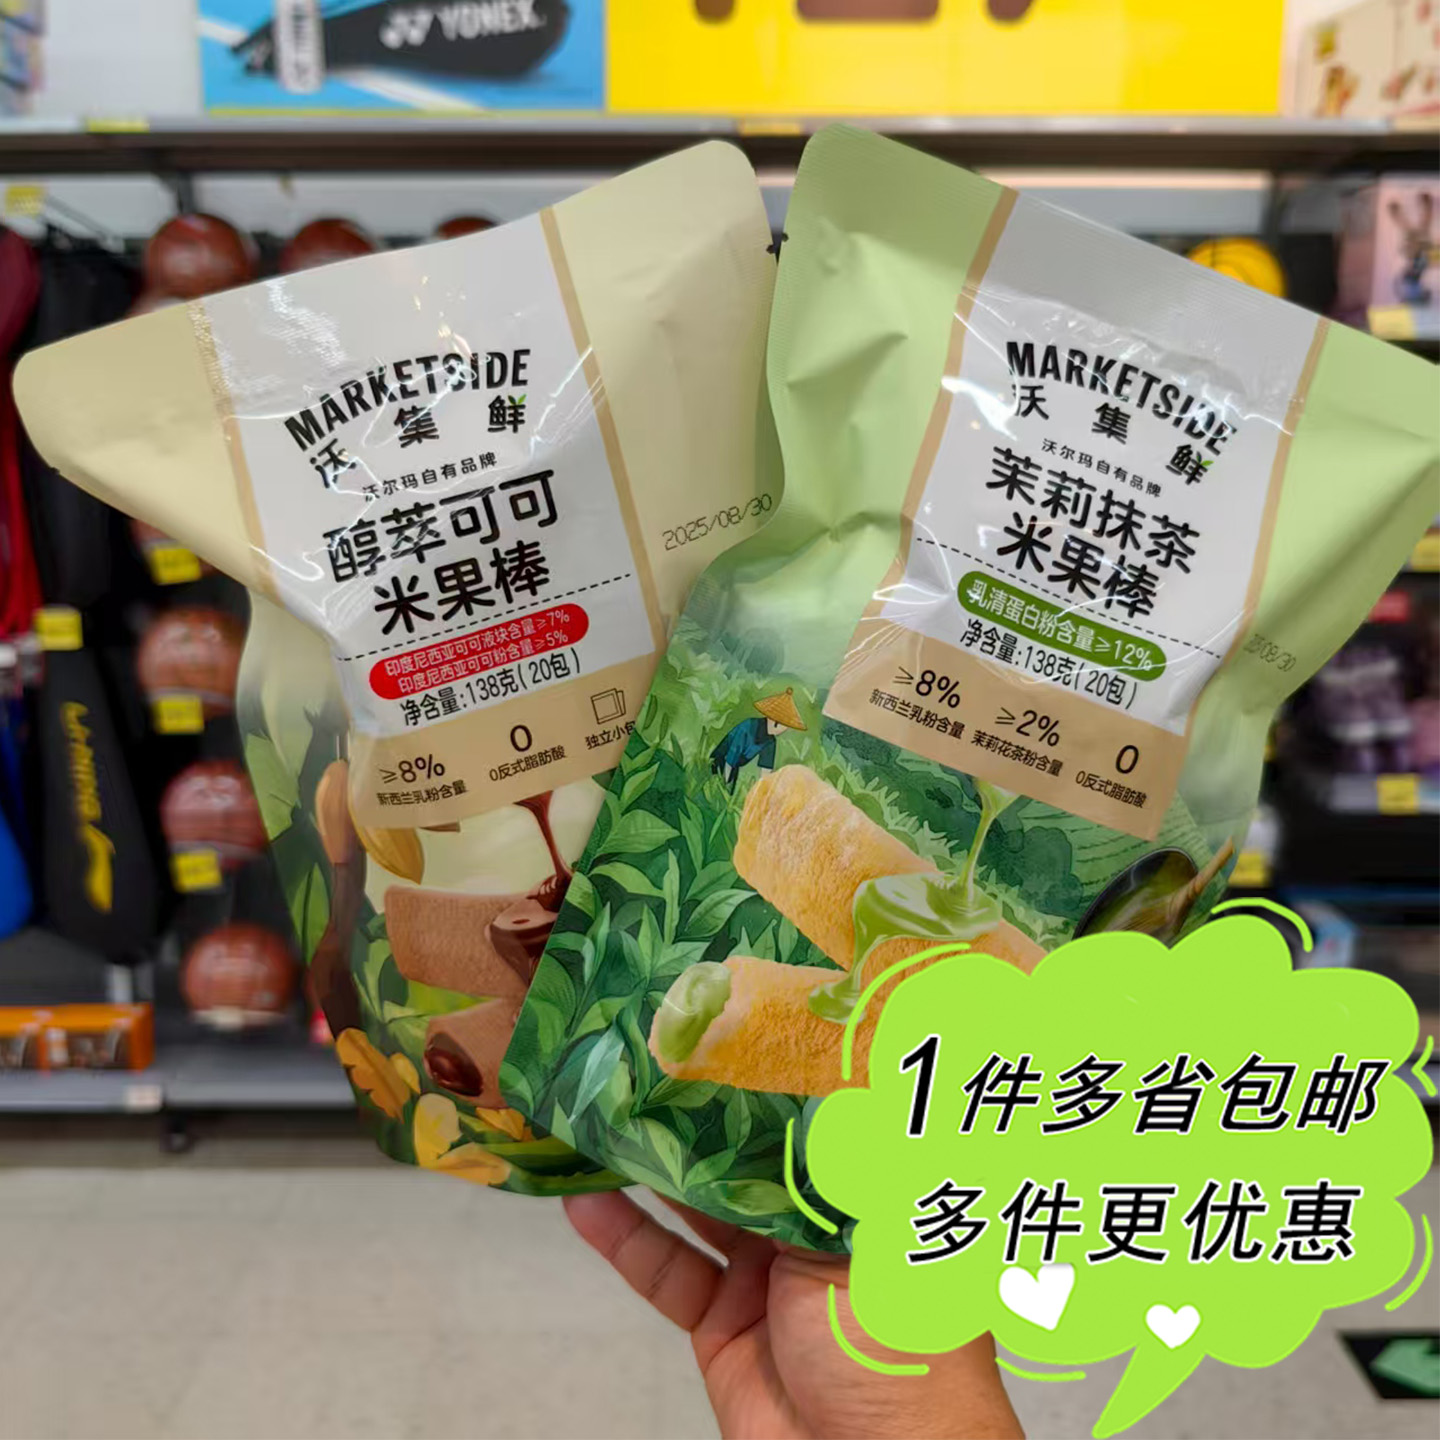 YONEX
MARKETSIDE
沃集鲜
沃尔玛自有品牌
醇萃可可
米果棒
印度尼西亚可可液块含量≥7%
印度尼西亚可可粉含量≥5%
净含量:138克(20包)
≥8%
新西兰乳粉含量
0
0反式脂肪酸
独立小包
2025/08/30
MARKETSIDE
沃集鲜
沃尔玛自有品牌
茉莉抹茶
米果棒
乳清蛋白粉含量≥12%
净含量:138克(20包)
≥8%
新西兰乳粉含量
≥2%
茉莉花茶粉含量
0
0反式脂肪酸
25/08/30
1件多省包邮
多件更优惠